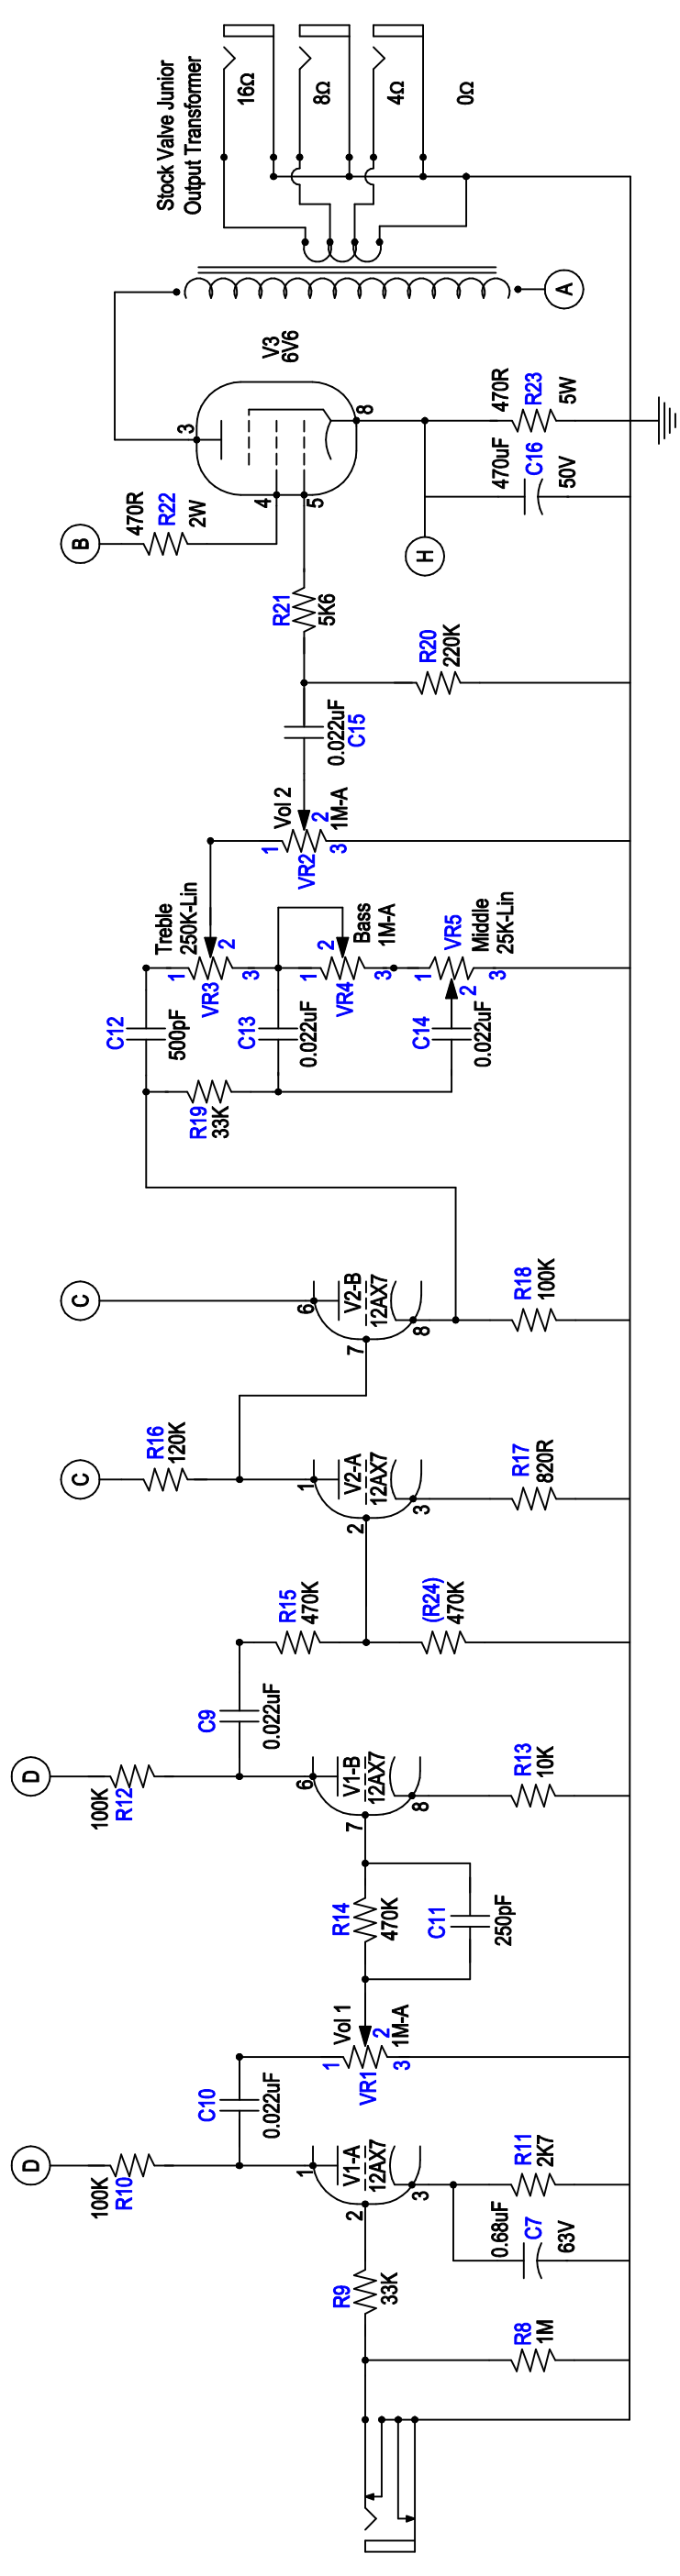 R8
1M
R9
33K
0.68uF
C7
63V
R11
2K7
V1-A
12AX7
1
2
3
D
100K
R10
C10
0.022uF
Vol 1
1
2
3
VR1
1M-A
R14
470K
C11
250pF
V1-B
12AX7
6
7
8
R13
10K
D
100K
R12
C9
0.022uF
R15
470K
(R24)
470K
C
R16
120K
V2-A
12AX7
1
2
3
R17
820R
C
V2-B
12AX7
6
7
8
R18
100K
C12
500pF
R19
33K
C13
0.022uF
C14
0.022uF
Treble
250K-Lin
1
2
3
VR3
Bass
1M-A
1
2
3
VR4
VR5
Middle
25K-Lin
1
2
3
Vol 2
1
2
3
VR2
1M-A
0.022uF
C15
R20
220K
R21
5K6
B
470R
R22
2W
H
V3
6V6
3
4
5
8
470uF
C16
50V
470R
R23
5W
A
Stock Valve Junior
Output Transformer
16Ω
8Ω
4Ω
0Ω